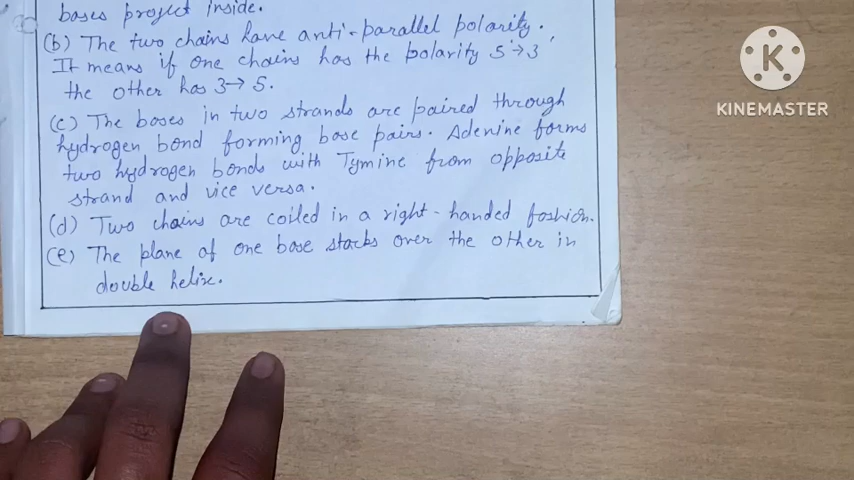 bases project inside.
(b) The two chains have anti-parallel polarity.
It means if one chains has the polarity 5'→3'
the other has 3→5.
(c) The bases in two strands are paired through
hydrogen bond forming base pairs. Adenine forms
two hydrogen bonds with Tymine from opposite
strand and vice versa.
(d) Two chains are coiled in a right-handed fashion.
(e) The plane of one base stacks over the other in
double helix.
K
KINEMASTER